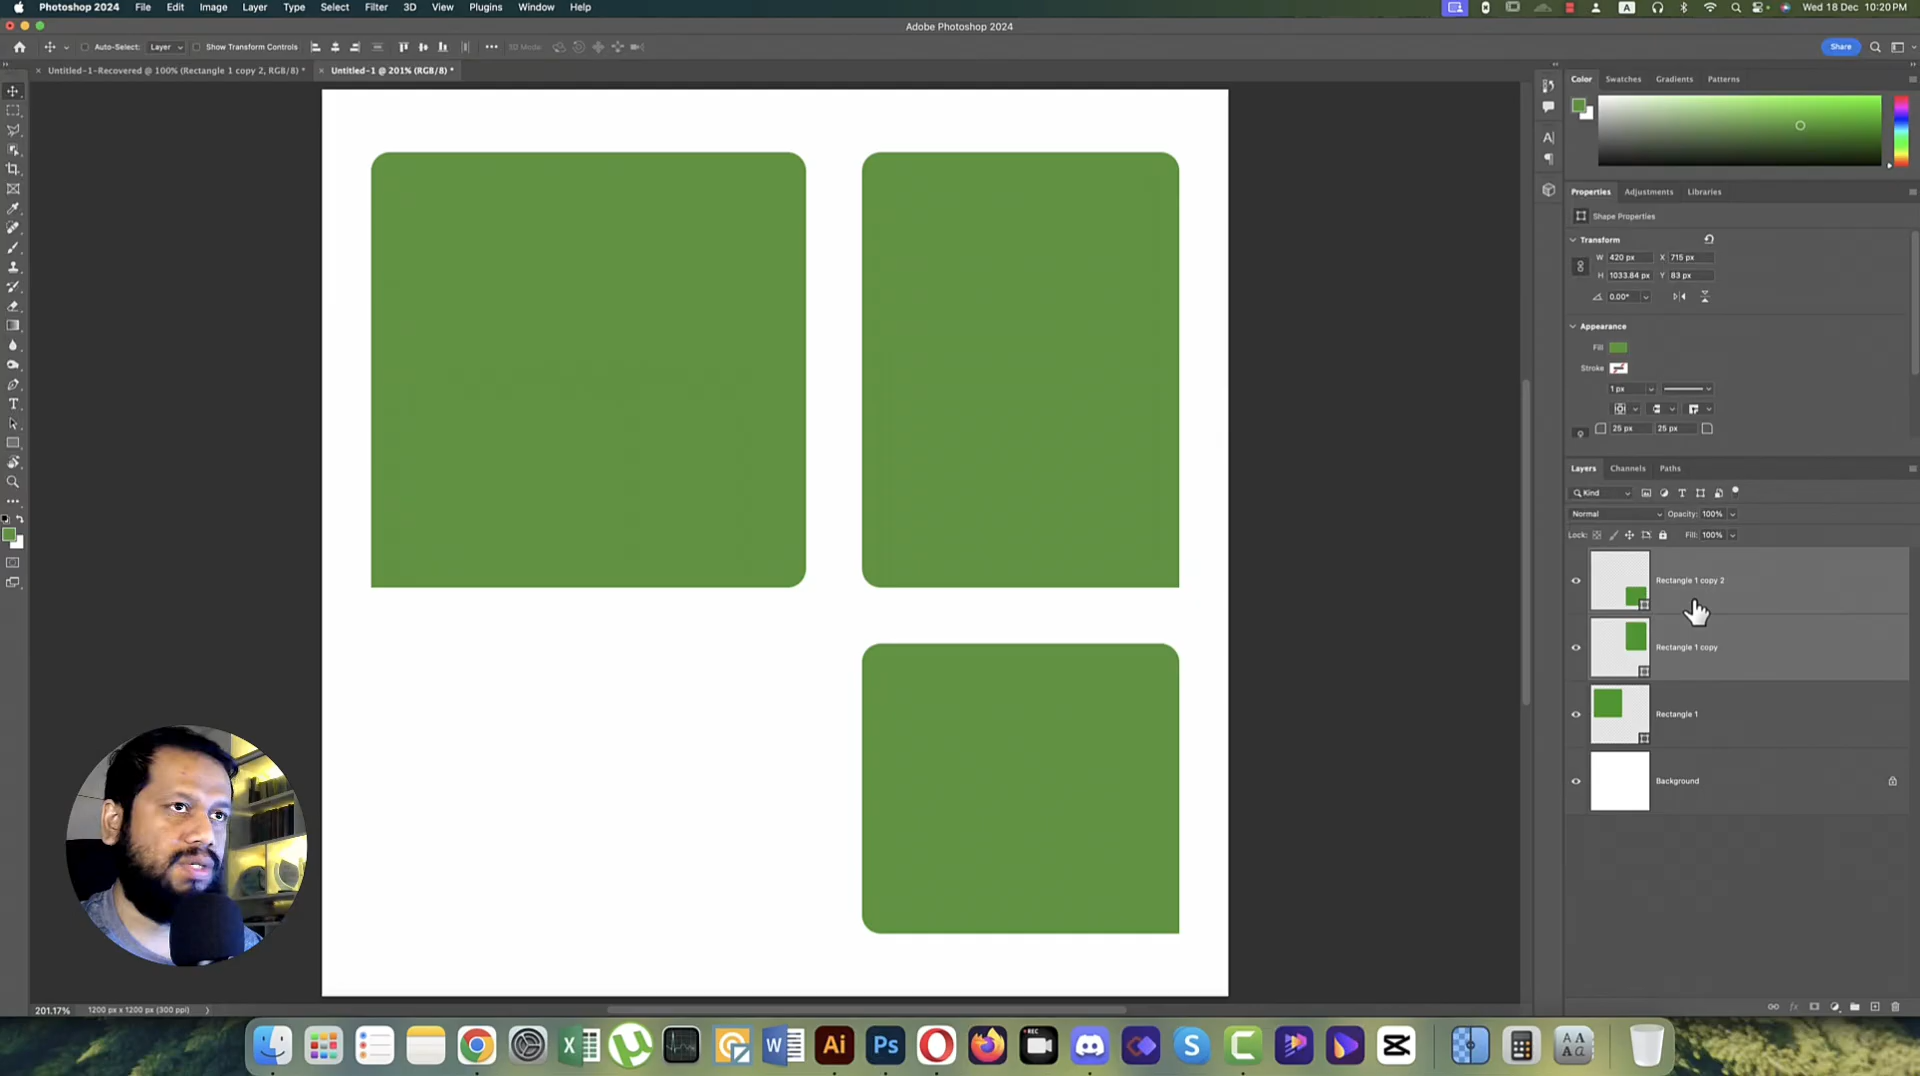 Photoshop 2024 File Edit Image Layer Type Select Filter 3D View Plugins Window Help
A Wed 18 Dec 10:20 PM
Adobe Photoshop 2024
Auto-Select: Layer Show Transform Controls 3D Mode Share
Untitled-1-Recovered @ 100% (Rectangle 1 copy 2, RGB/8) * Untitled-1 @ 201% (RGB/8) *
Color Swatches Gradients Patterns
Properties Adjustments Libraries
Shape Properties
Transform
W 420 px X 715 px
H 1033.84 px Y 83 px
0.00°
Appearance
Fill
Stroke
1 px
25 px 25 px
Layers Channels Paths
Kind
Normal Opacity: 100%
Lock: Fill: 100%
Rectangle 1 copy 2
Rectangle 1 copy
Rectangle 1
Background
201.17% 1200 px x 1200 px (300 ppi)
REC
X W Ai Ps S C